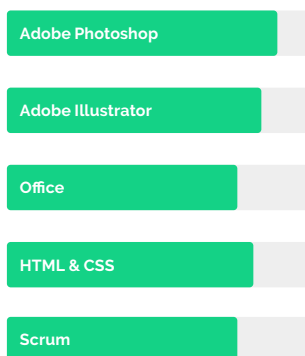 Adobe Photoshop
Adobe Illustrator
Office
HTML & CSS
Scrum